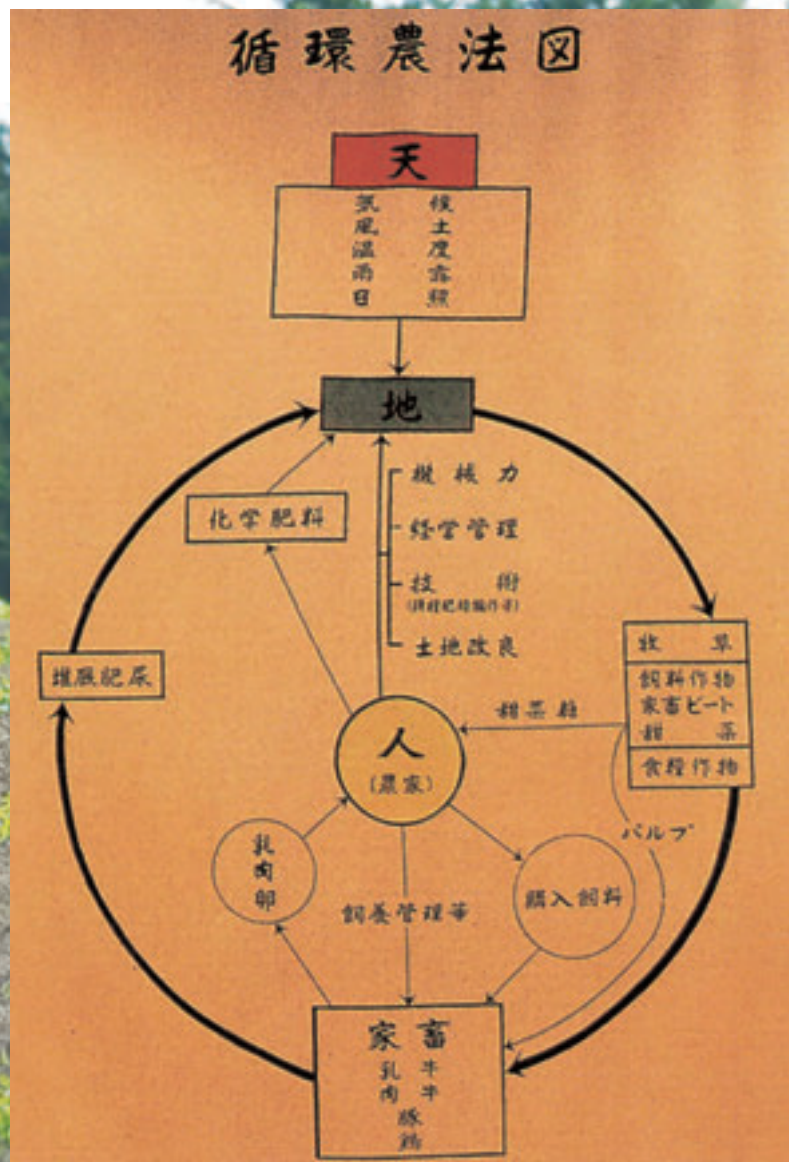 循環農法図
天
気候
風土
温度
雨露
日照
地
化学肥料
機械力
経営管理
技術
土地改良
堆厩肥尿
牧草
飼料作物
家畜ビート
甜菜
食糧作物
甜菜糖
人
(農家)
パルプ
乳肉卵
飼養管理等
購入飼料
家畜
乳牛
肉牛
豚
鶏